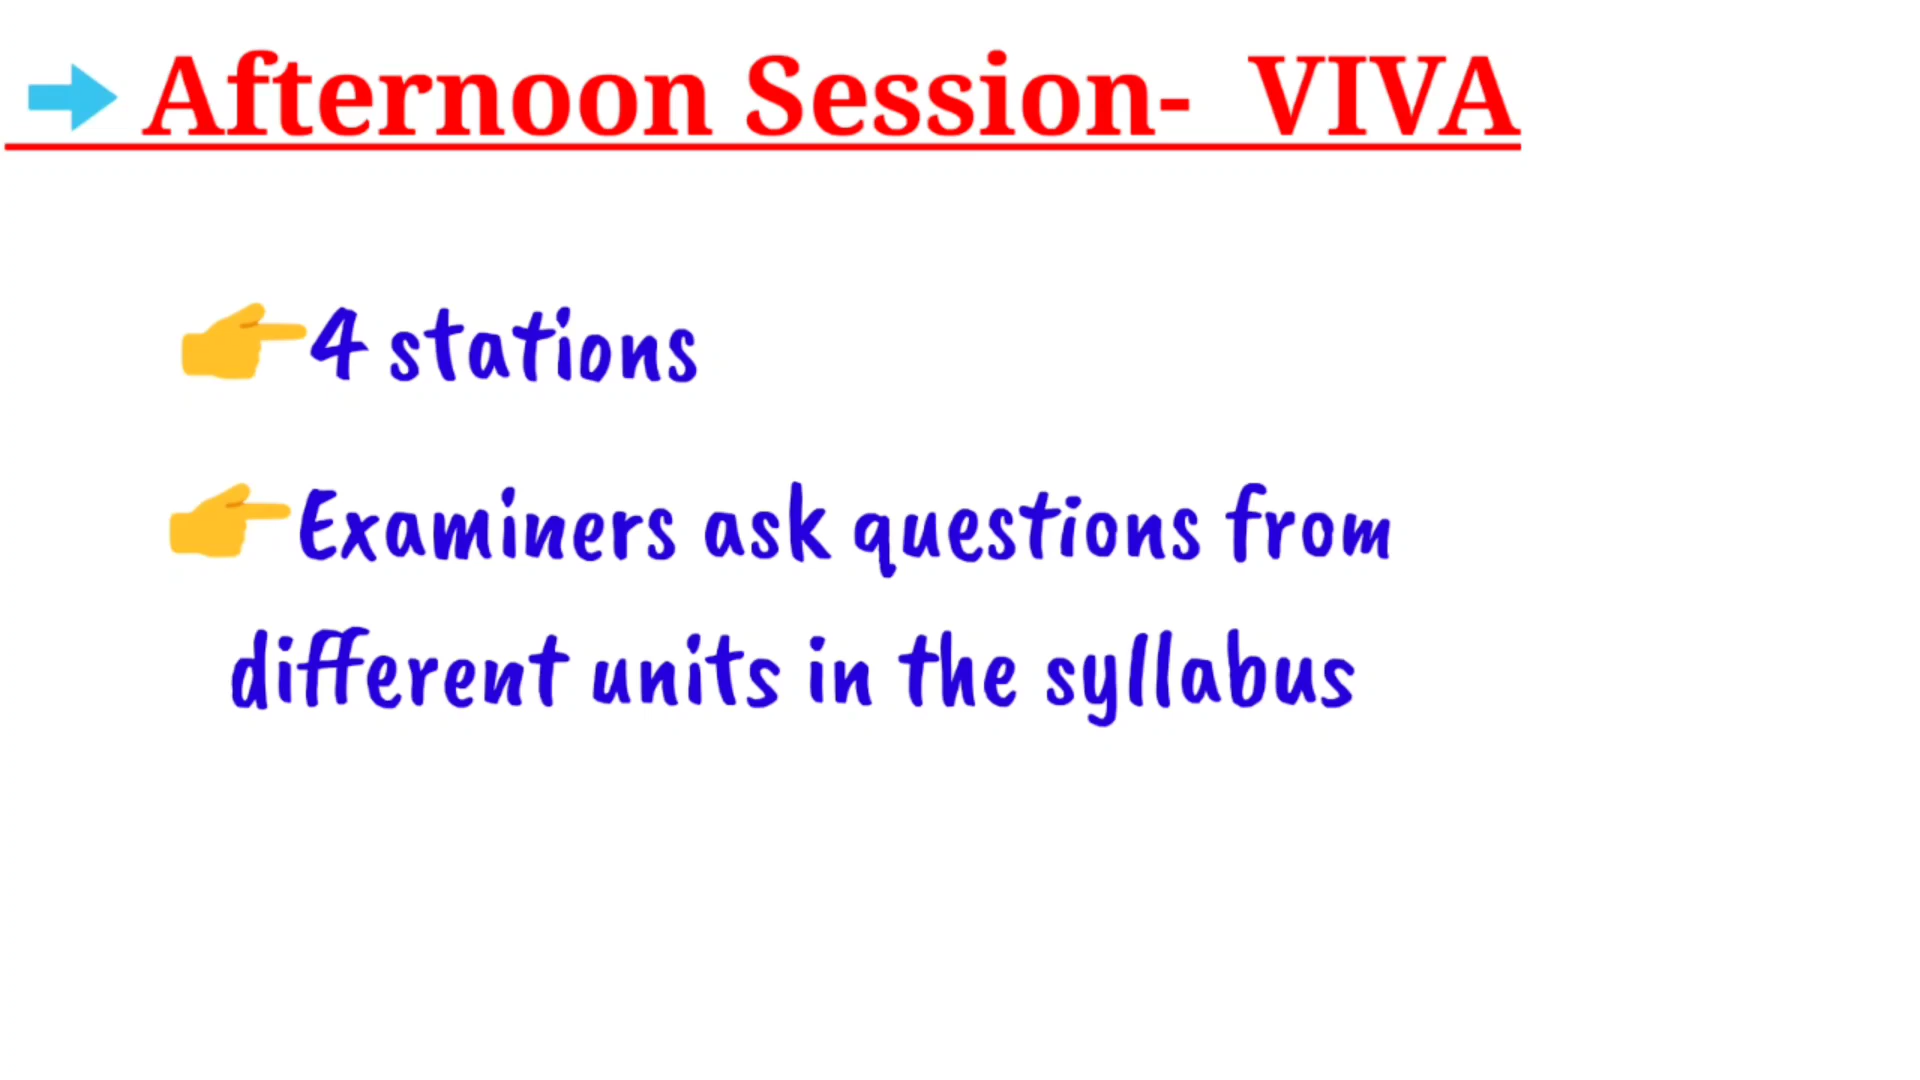 Afternoon Session- VIVA
4 stations
Examiners ask questions from
different units in the syllabus